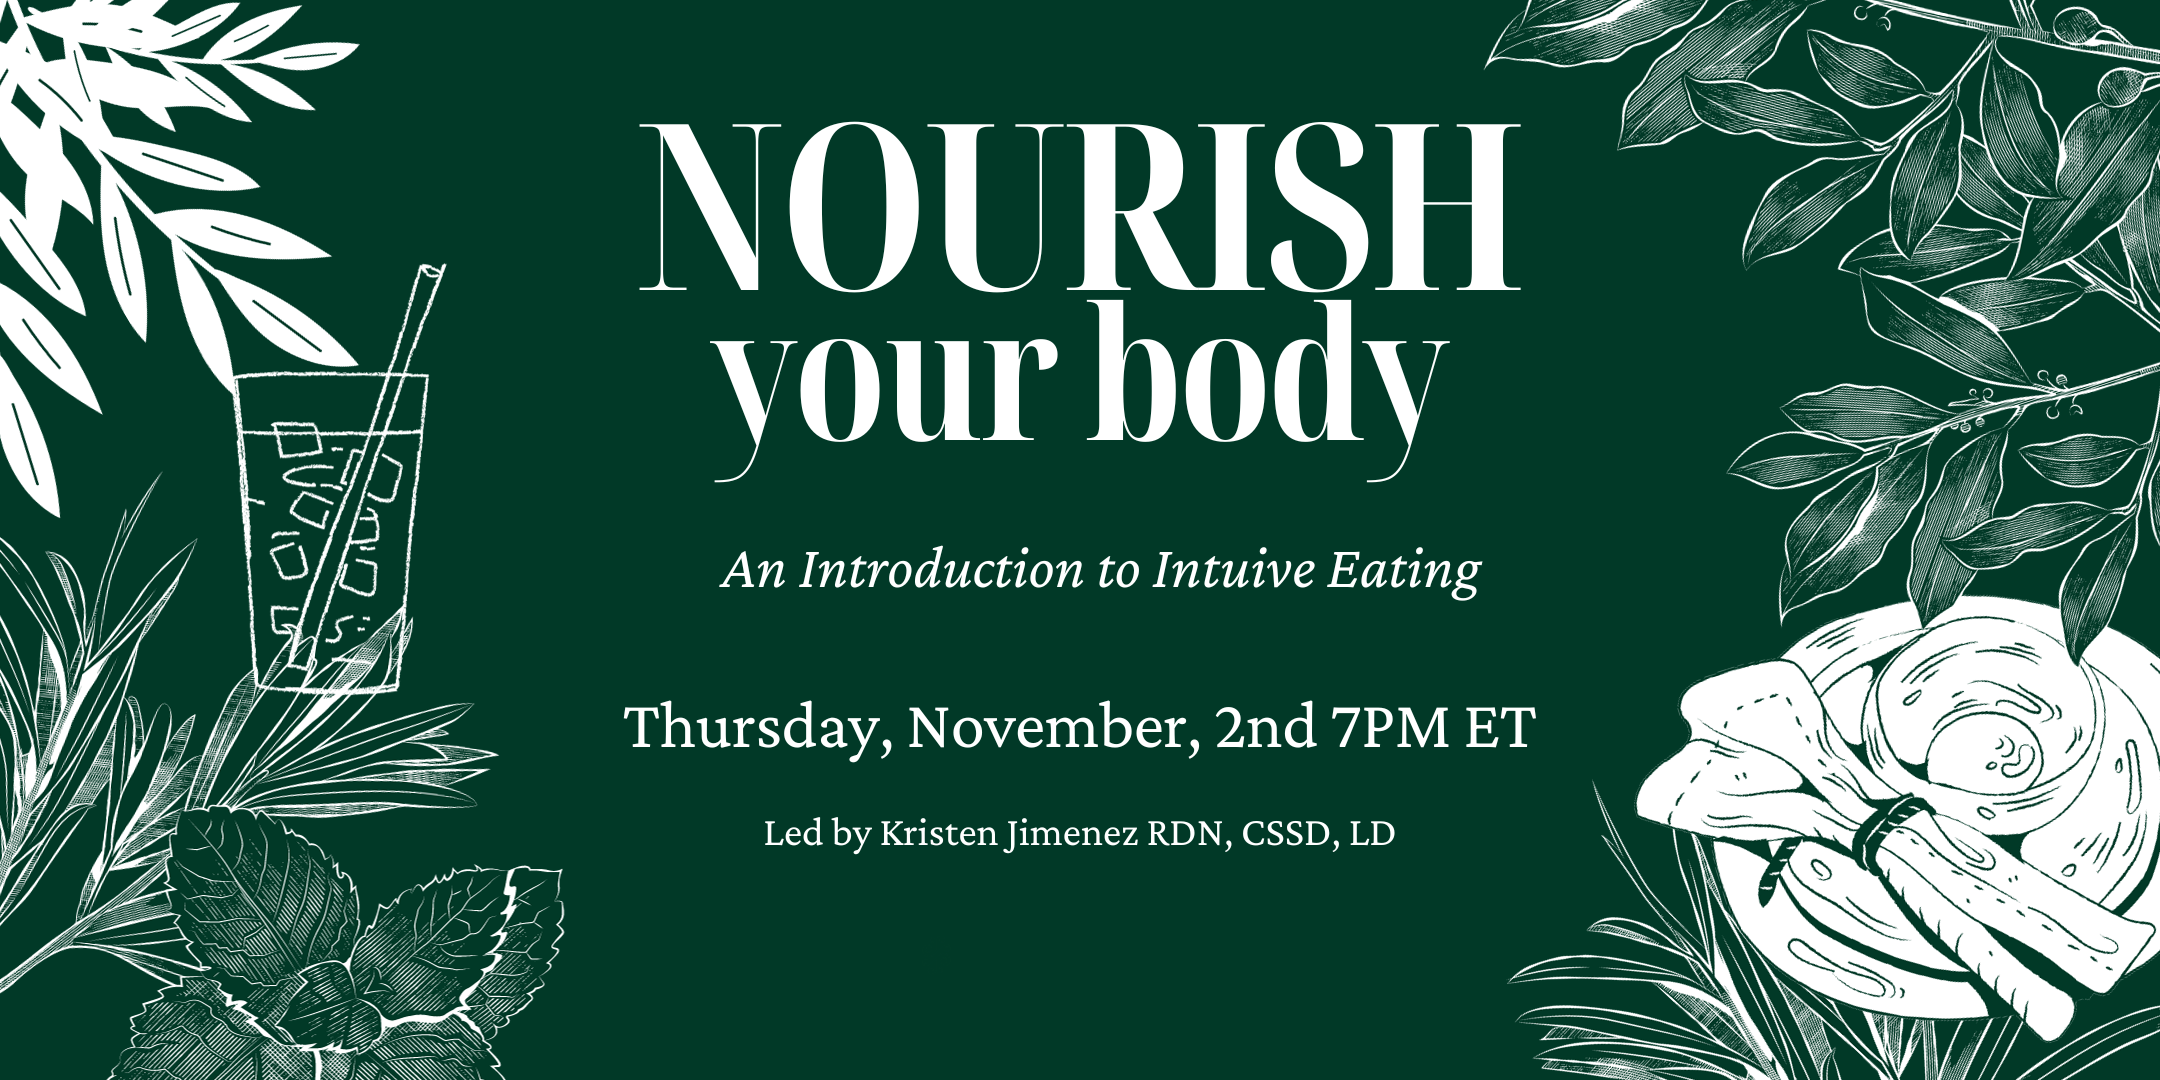 NOURISH
your body
An Introduction to Intuive Eating
Thursday, November, 2nd 7PM ET
Led by Kristen Jimenez RDN, CSSD, LD